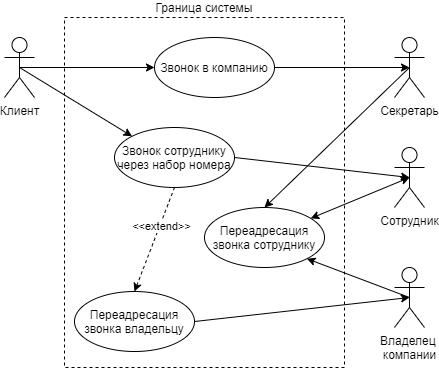 Граница системы
Клиент
Звонок в компанию
Секретарь
Звонок сотруднику
через набор номера
Сотрудник
<<extend>>
Переадресация
звонка сотруднику
Переадресация
звонка владельцу
Владелец
компании